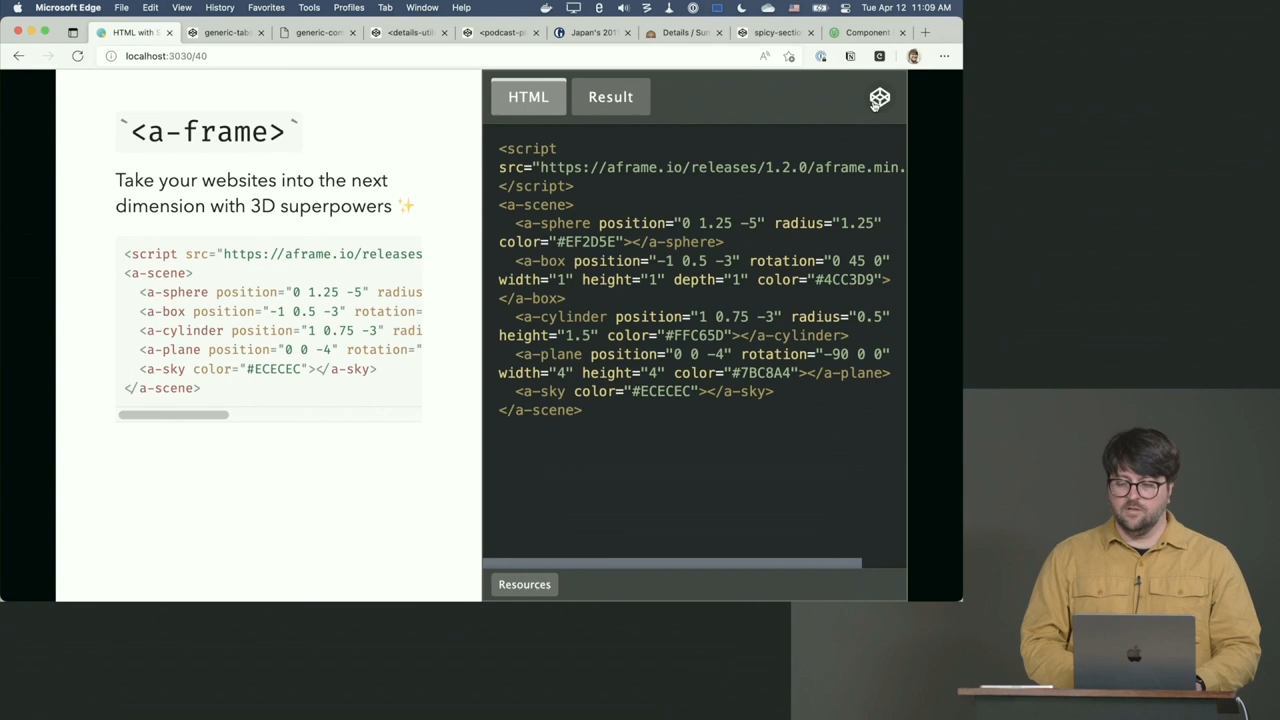 Microsoft Edge File Edit View History Favorites Tools Profiles Tab Window Help Tue Apr 12 11:09 AM
HTML with S generic-tabs generic-con <details-util <podcast-pl Japan's 201 Details / Sum spicy-sectio Component
localhost:3030/40
`<a-frame>`
Take your websites into the next
dimension with 3D superpowers ✨
<script src="https://aframe.io/releases
<a-scene>
<a-sphere position="0 1.25 -5" radius
<a-box position="-1 0.5 -3" rotation=
<a-cylinder position="1 0.75 -3" radi
<a-plane position="0 0 -4" rotation="
<a-sky color="#ECECEC"></a-sky>
</a-scene>
HTML Result
<script
src="https://aframe.io/releases/1.2.0/aframe.min.
</script>
<a-scene>
<a-sphere position="0 1.25 -5" radius="1.25"
color="#EF2D5E"></a-sphere>
<a-box position="-1 0.5 -3" rotation="0 45 0"
width="1" height="1" depth="1" color="#4CC3D9">
</a-box>
<a-cylinder position="1 0.75 -3" radius="0.5"
height="1.5" color="#FFC65D"></a-cylinder>
<a-plane position="0 0 -4" rotation="-90 0 0"
width="4" height="4" color="#7BC8A4"></a-plane>
<a-sky color="#ECECEC"></a-sky>
</a-scene>
Resources